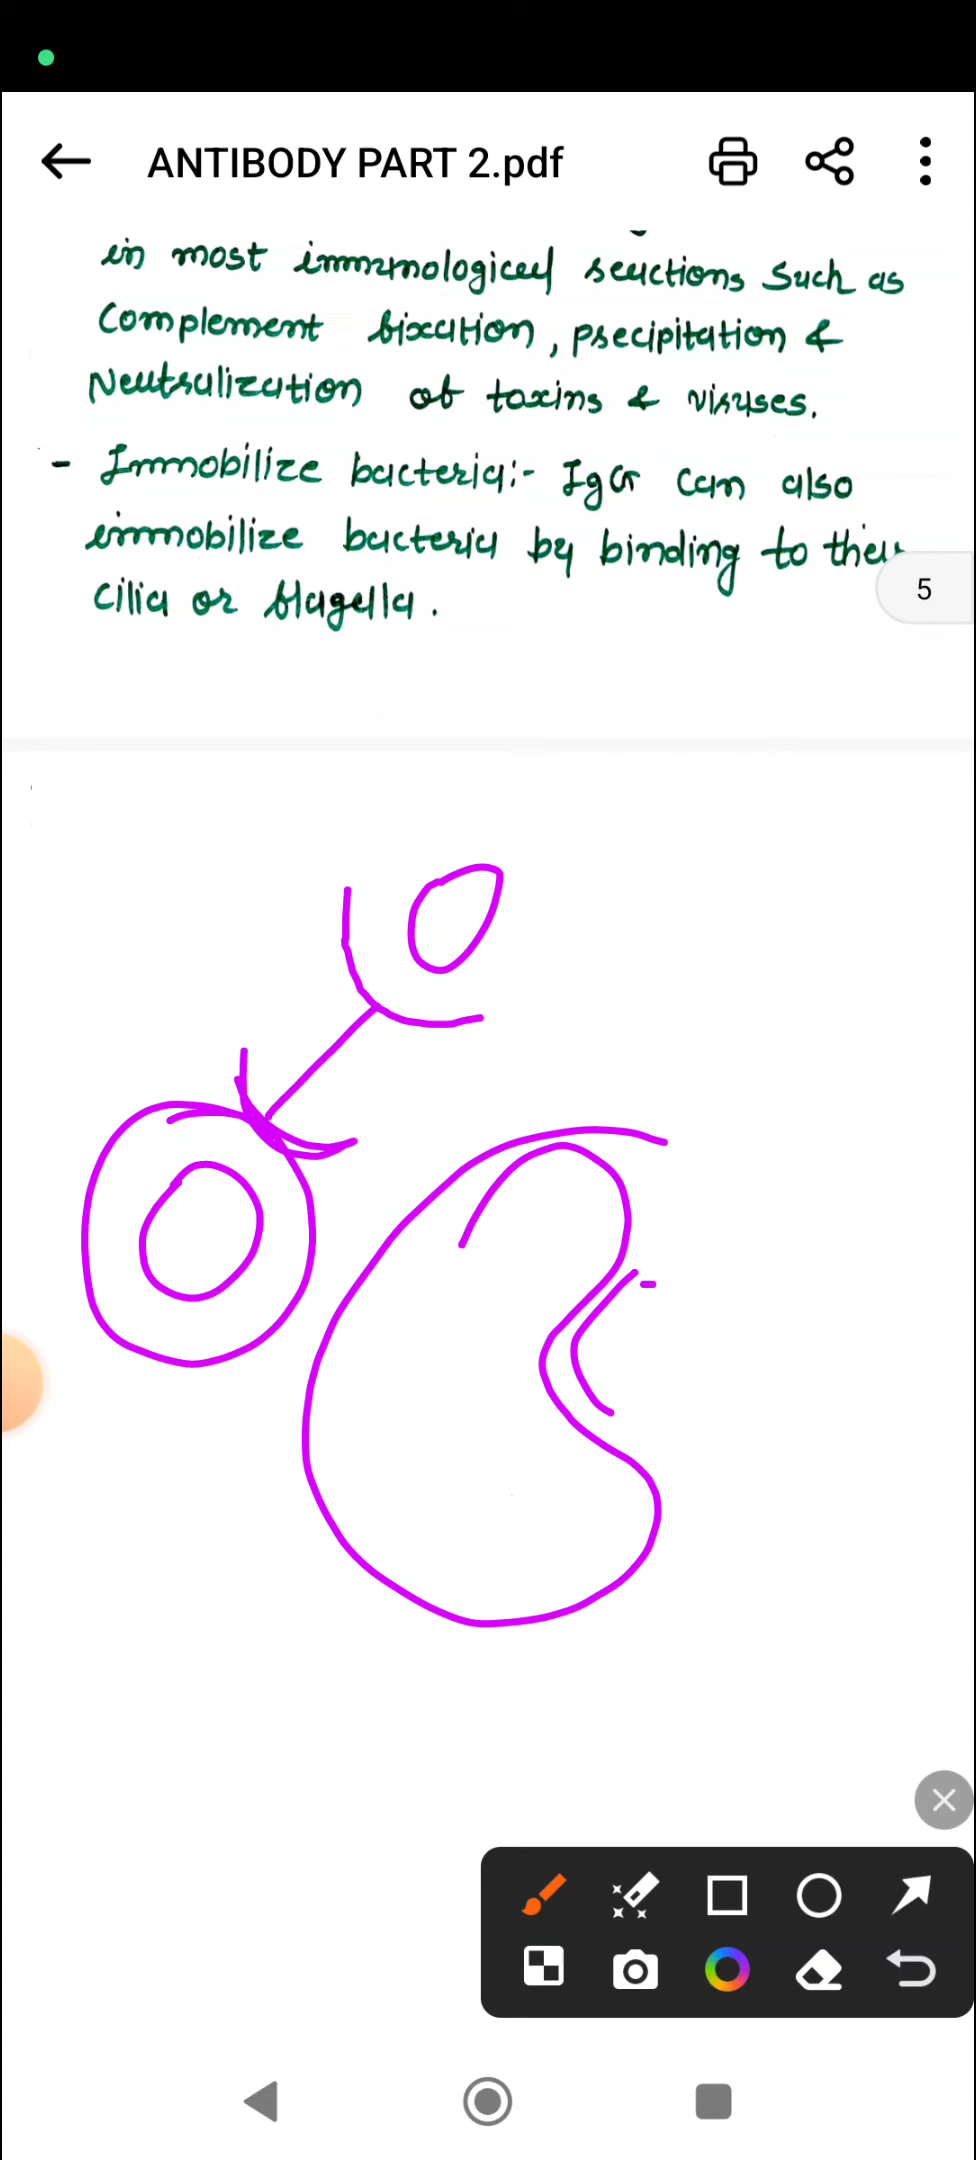 ANTIBODY PART 2.pdf
in most immunological reactions Such as
Complement fixation, precipitation &
Neutralization of toxins & viruses.
- Immobilize bacteria:- IgG can also
immobilize bacteria by binding to their
cilia or flagella.
5